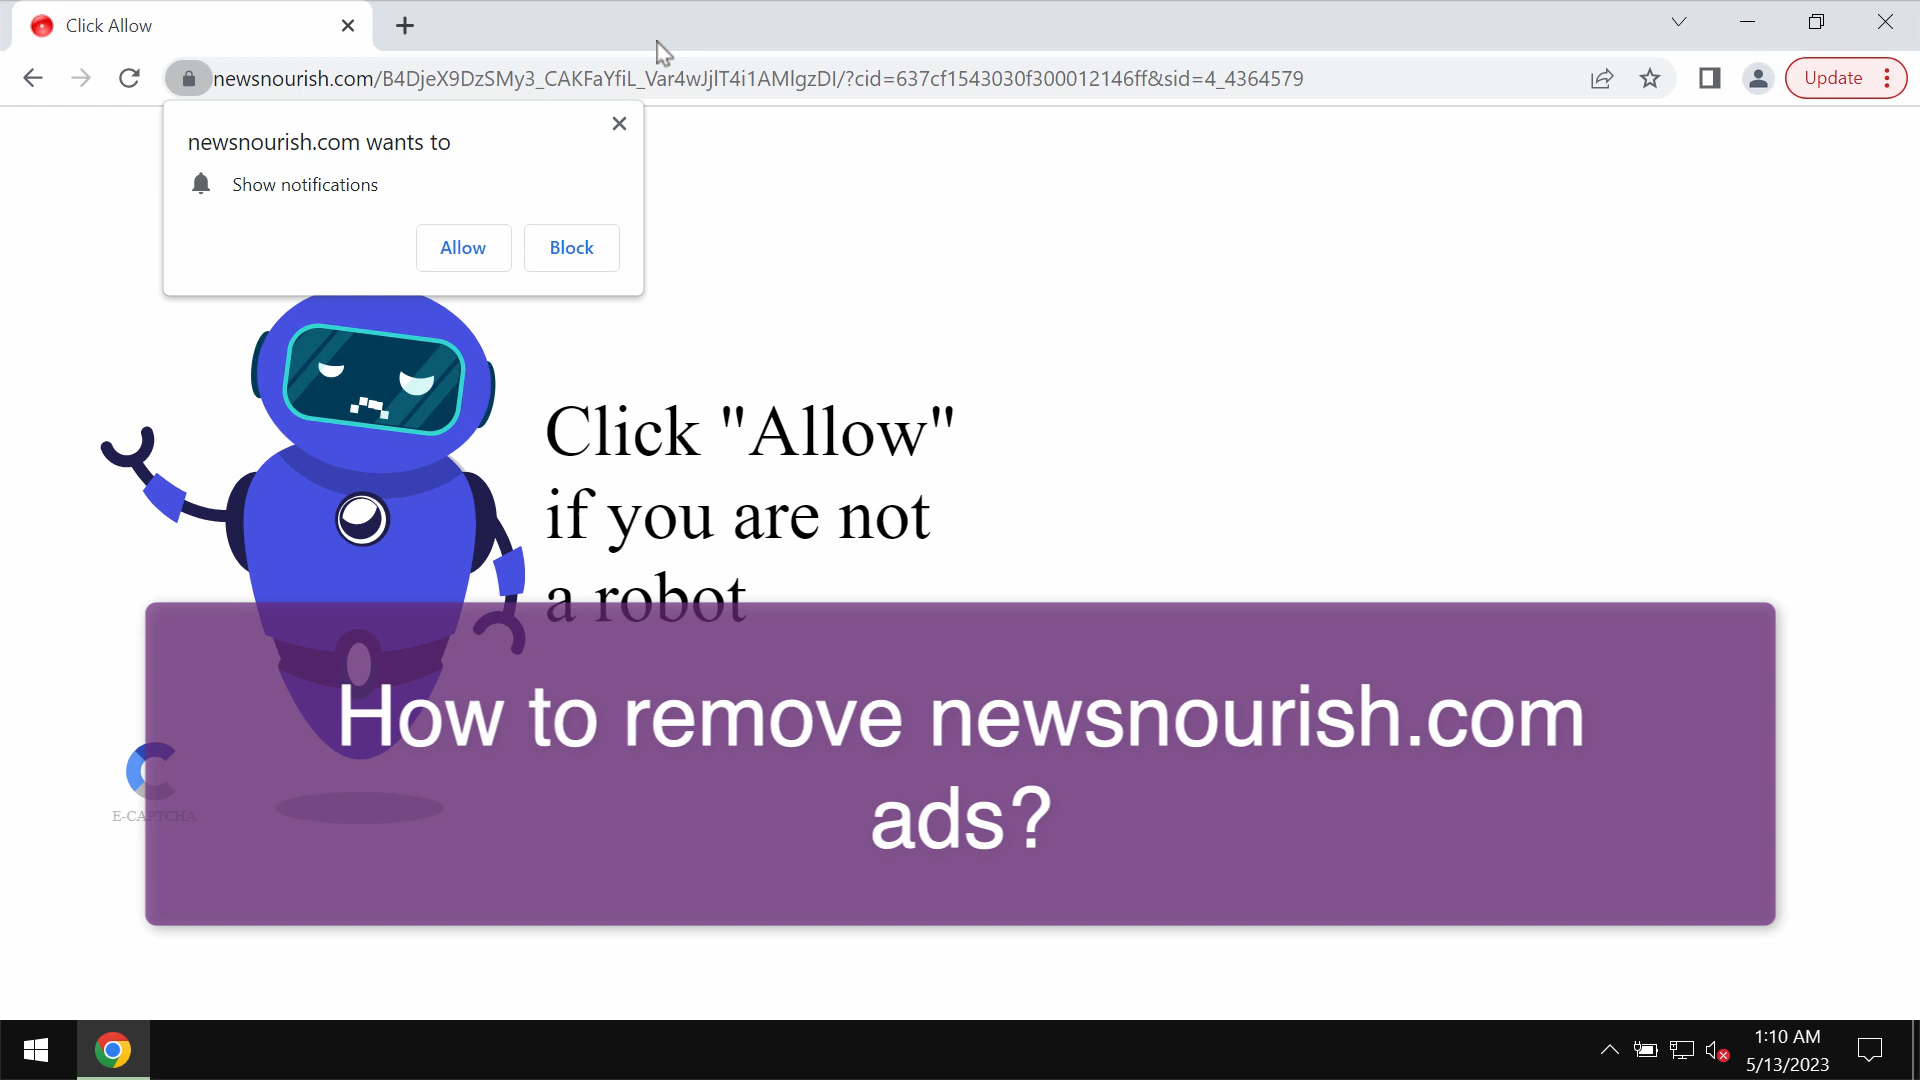 Click Allow
newsnourish.com/B4DjeX9DzSMy3_CAKFaYfiL_Var4wJjlT4i1AMlgzDI/?cid=637cf1543030f300012146ff&sid=4_4364579
Update
newsnourish.com wants to
Show notifications
Allow
Block
Click "Allow"
if you are not
a robot
How to remove newsnourish.com
ads?
E-CAPTCHA
1:10 AM
5/13/2023